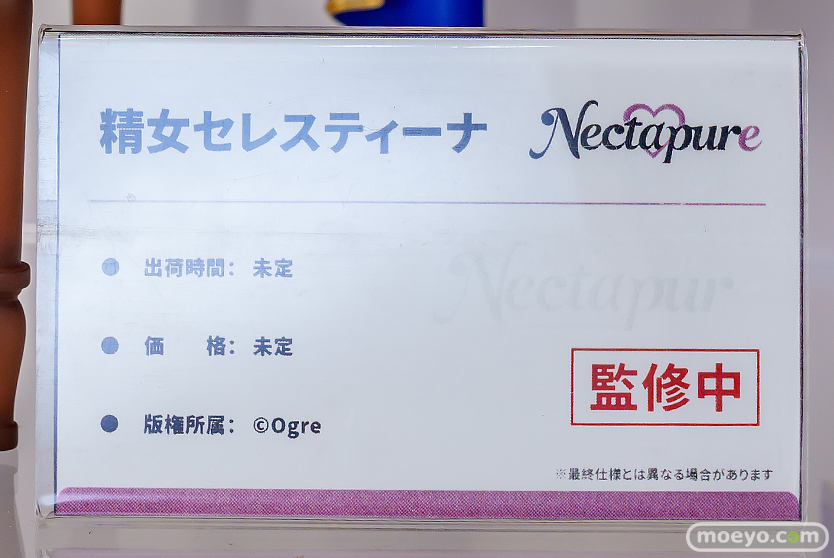 精女セレスティーナ
Nectapure
● 出荷時間： 未定
Nectapur
● 価　格： 未定
● 版権所属： ©Ogre
監修中
※最終仕様とは異なる場合があります
moeyo.com